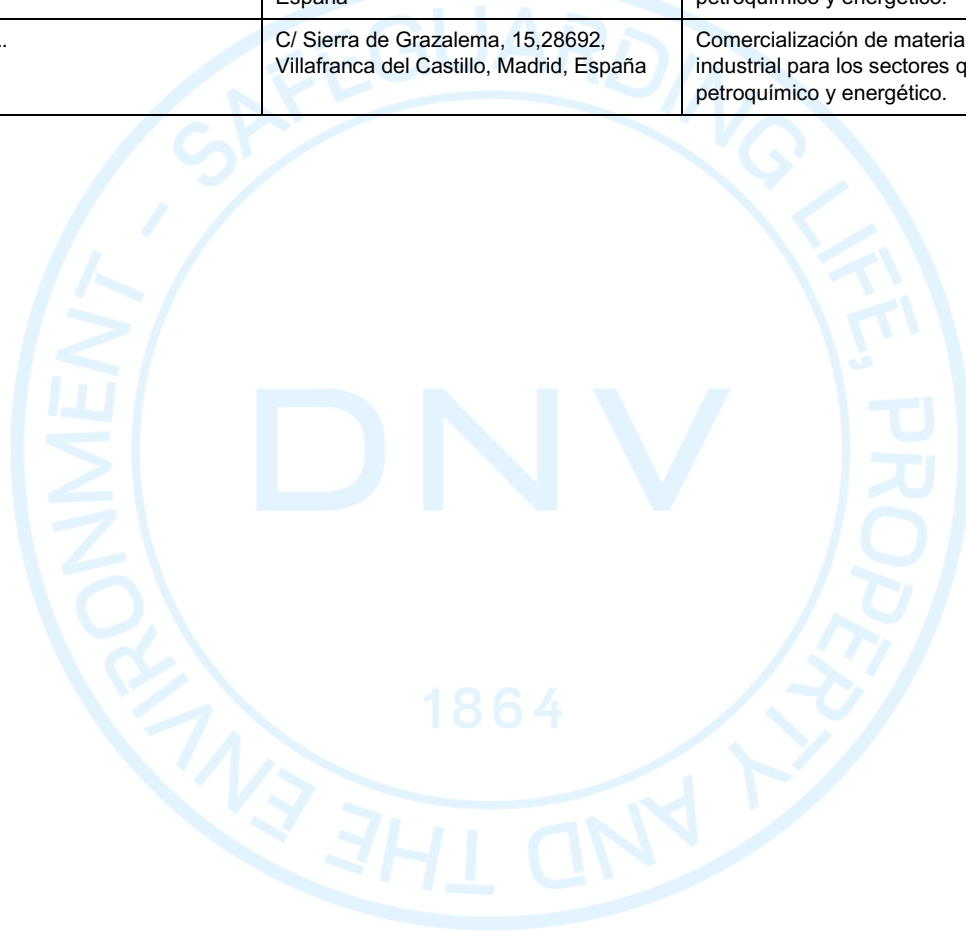 España
petroquímico y energético.
..
C/ Sierra de Grazalema, 15,28692,
Villafranca del Castillo, Madrid, España
Comercialización de materia
industrial para los sectores q
petroquímico y energético.
SAFEGUARDING LIFE, PROPERTY AND THE ENVIRONMENT -
DNV
1864